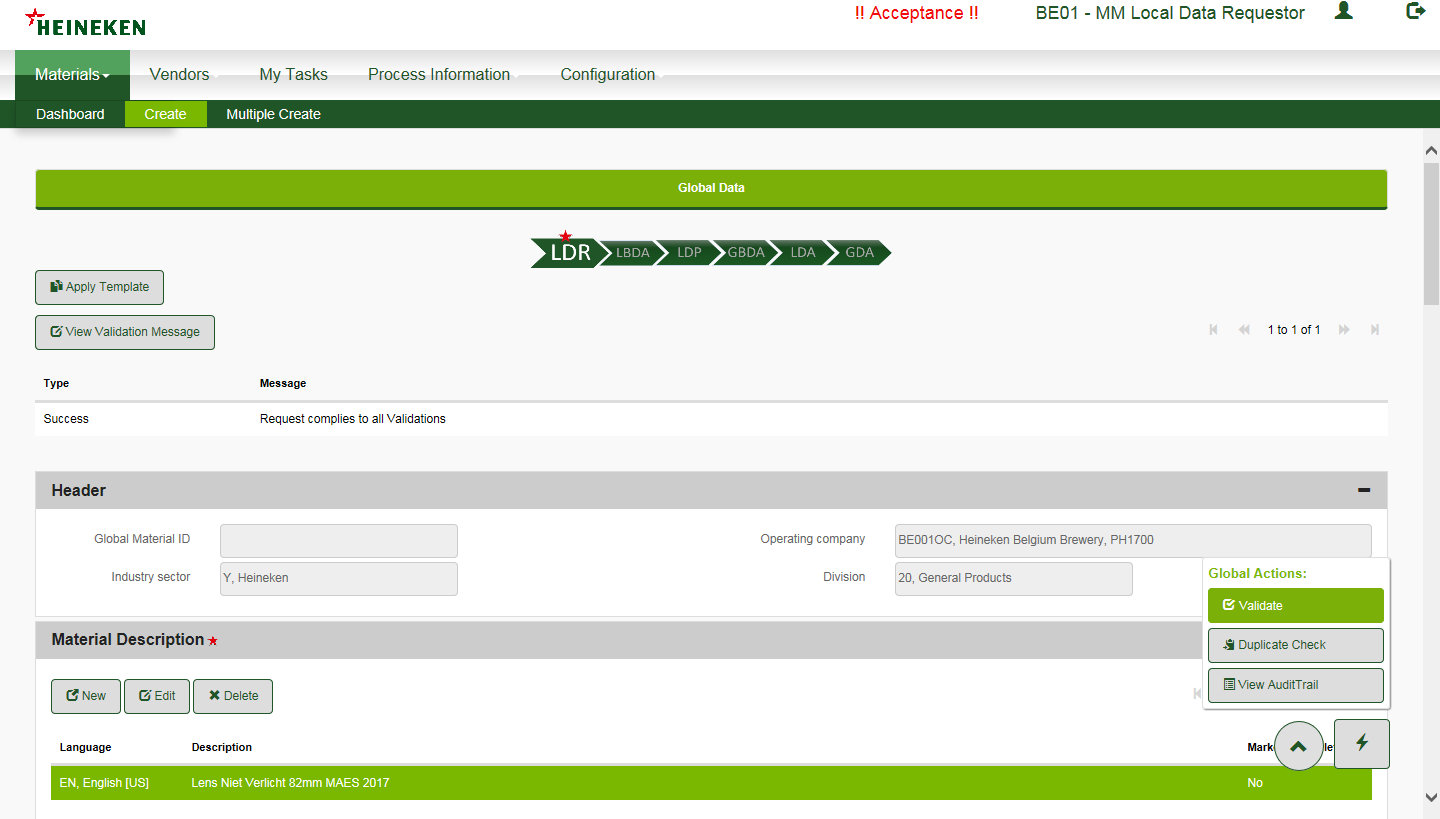 HEINEKEN
!! Acceptance !!
BE01 - MM Local Data Requestor
Materials
Vendors
My Tasks
Process Information
Configuration
Dashboard
Create
Multiple Create
Global Data
LDR
LBDA
LDP
GBDA
LDA
GDA
Apply Template
View Validation Message
1 to 1 of 1
Type Message
Success Request complies to all Validations
Header
Global Material ID
Operating company BE001OC, Heineken Belgium Brewery, PH1700
Industry sector Y, Heineken
Division 20, General Products
Global Actions:
Validate
Duplicate Check
View AuditTrail
Material Description
New
Edit
Delete
Language Description
EN, English [US] Lens Niet Verlicht 82mm MAES 2017 No